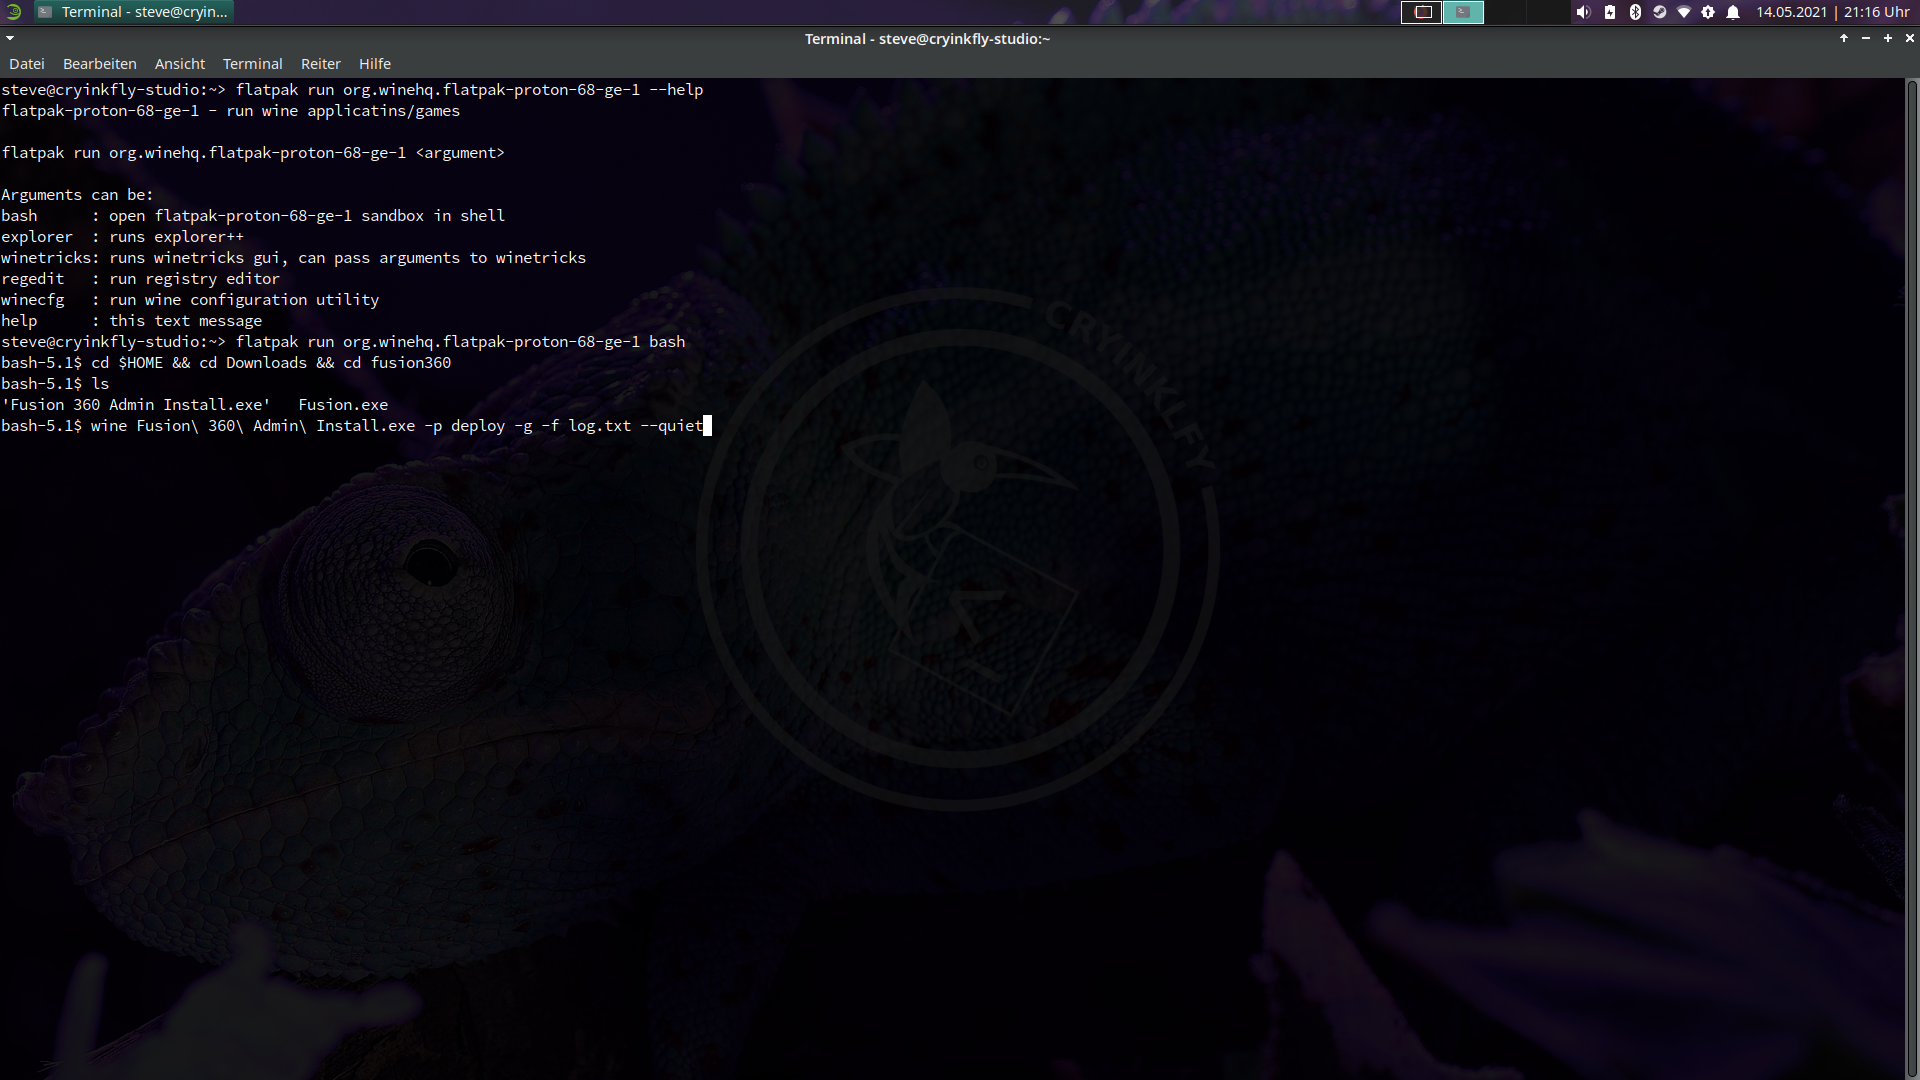 Terminal - steve@cryin...
14.05.2021 | 21:16 Uhr
Terminal - steve@cryinkfly-studio:~
Datei Bearbeiten Ansicht Terminal Reiter Hilfe
steve@cryinkfly-studio:~> flatpak run org.winehq.flatpak-proton-68-ge-1 --help
flatpak-proton-68-ge-1 - run wine applicatins/games
flatpak run org.winehq.flatpak-proton-68-ge-1 <argument>
Arguments can be:
bash      : open flatpak-proton-68-ge-1 sandbox in shell
explorer  : runs explorer++
winetricks: runs winetricks gui, can pass arguments to winetricks
regedit   : run registry editor
winecfg   : run wine configuration utility
help      : this text message
steve@cryinkfly-studio:~> flatpak run org.winehq.flatpak-proton-68-ge-1 bash
bash-5.1$ cd $HOME && cd Downloads && cd fusion360
bash-5.1$ ls
'Fusion 360 Admin Install.exe'   Fusion.exe
bash-5.1$ wine Fusion\ 360\ Admin\ Install.exe -p deploy -g -f log.txt --quiet
CRYINKLFY